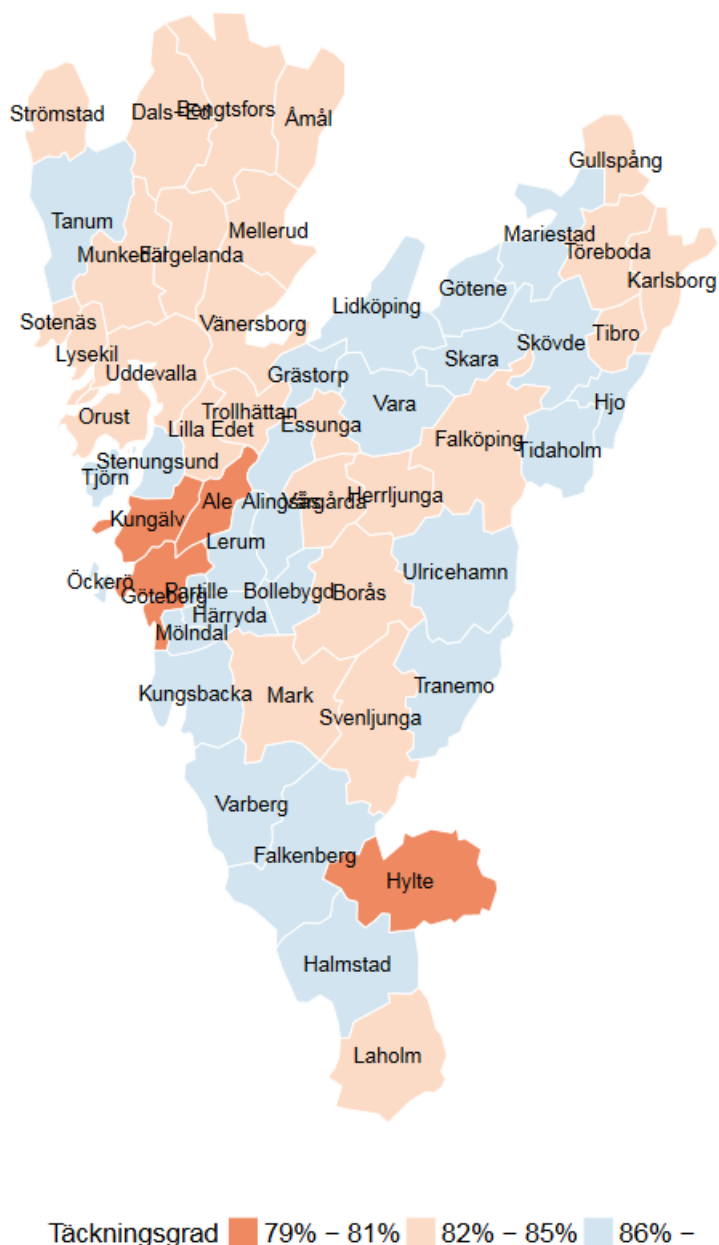 Bengtsfors
Dals-Ed
Strömstad
Åmål
Gullspång
Tanum
Mellerud
Mariestad
Töreboda
Munkedal
Färgelanda
Karlsborg
Götene
Lidköping
Sotenäs
Vänersborg
Tibro
Skövde
Lysekil
Skara
Uddevalla
Grästorp
Hjo
Vara
Orust
Trollhättan
Essunga
Lilla Edet
Falköping
Tidaholm
Stenungsund
Tjörn
Herrljunga
Ale
Alingsås
Vårgårda
Kungälv
Lerum
Ulricehamn
Öckerö
Göteborg
Partille
Bollebygd
Borås
Härryda
Mölndal
Tranemo
Kungsbacka
Mark
Svenljunga
Varberg
Falkenberg
Hylte
Halmstad
Laholm
Täckningsgrad 79% – 81% 82% – 85% 86% –